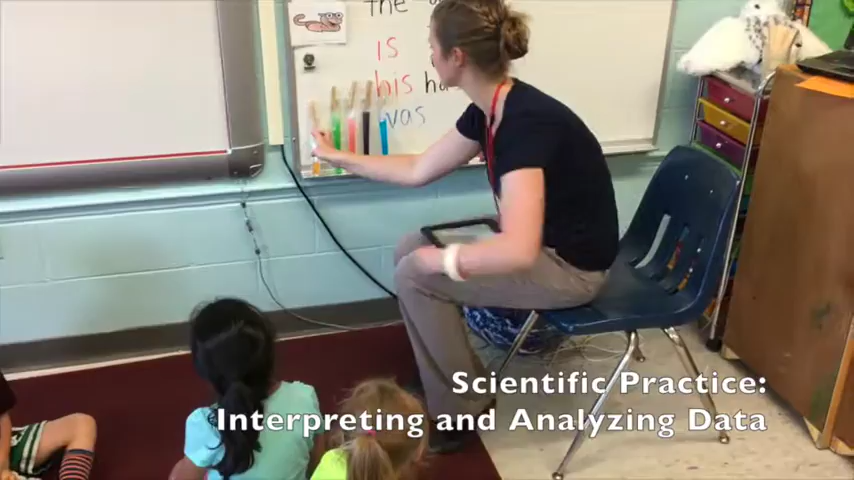 the
is
his
was
Scientific Practice:
Interpreting and Analyzing Data